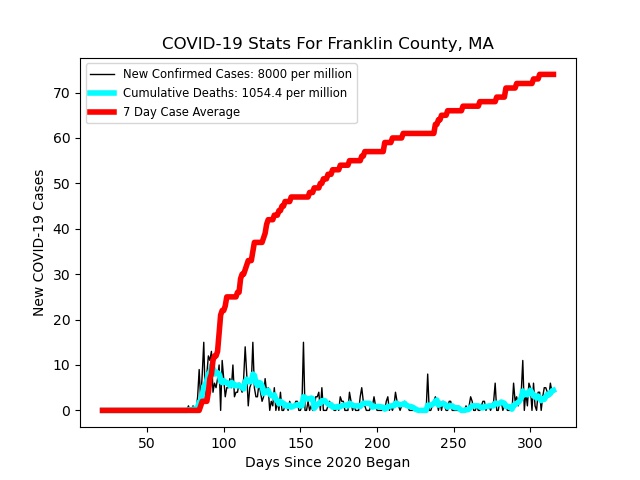 COVID-19 Stats For Franklin County, MA
New Confirmed Cases: 8000 per million
Cumulative Deaths: 1054.4 per million
7 Day Case Average
New COVID-19 Cases
70
60
50
40
30
20
10
0
50 100 150 200 250 300
Days Since 2020 Began